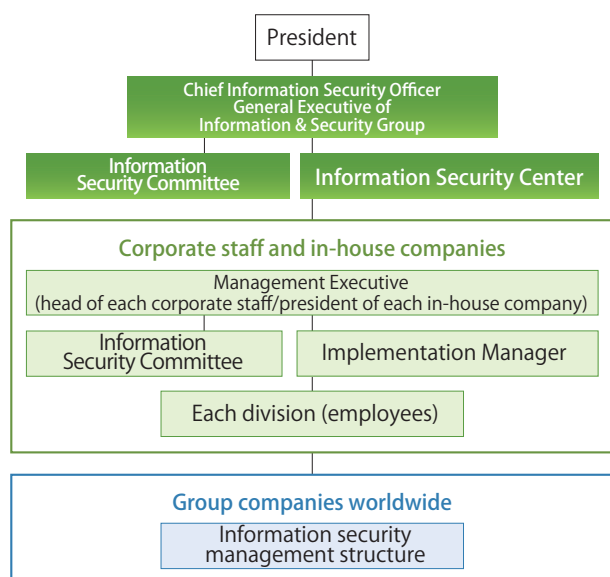 President
Chief Information Security Officer
General Executive of
Information & Security Group
Information
Security Committee
Information Security Center
Corporate staff and in-house companies
Management Executive
(head of each corporate staff/president of each in-house company)
Information
Security Committee
Implementation Manager
Each division (employees)
Group companies worldwide
Information security
management structure